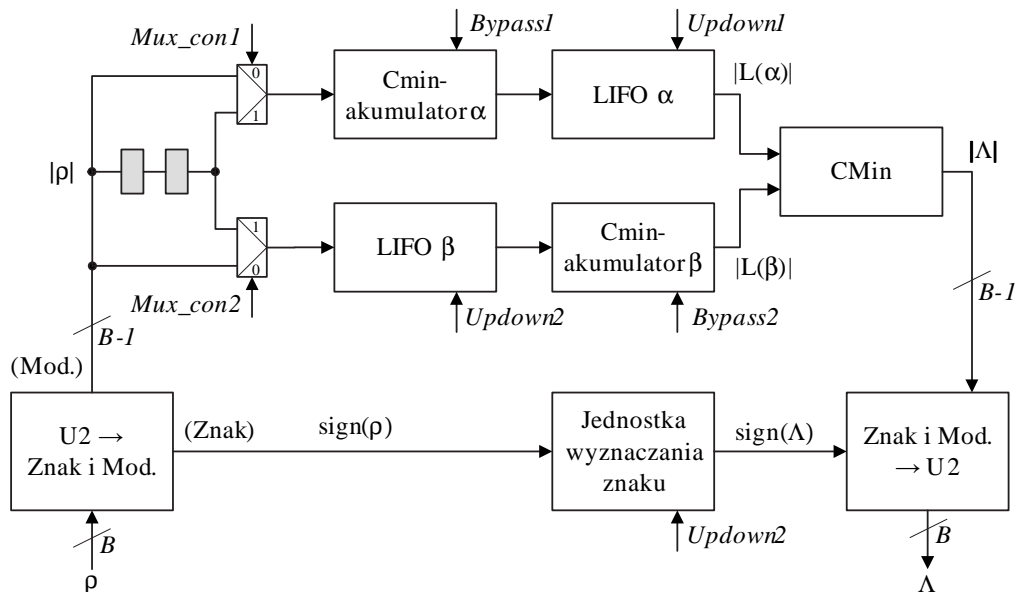 Bypass1
Updown1
Mux_con1
0
1
Cmin-
akumulator α
LIFO α
|L(α)|
CMin
|Λ|
|ρ|
1
0
LIFO β
Cmin-
akumulator β
|L(β)|
Mux_con2
Updown2
Bypass2
B-1
B-1
(Mod.)
U2 →
Znak i Mod.
(Znak)
sign(ρ)
Jednostka
wyznaczania
znaku
sign(Λ)
Znak i Mod.
→ U2
Updown2
B
B
ρ
Λ